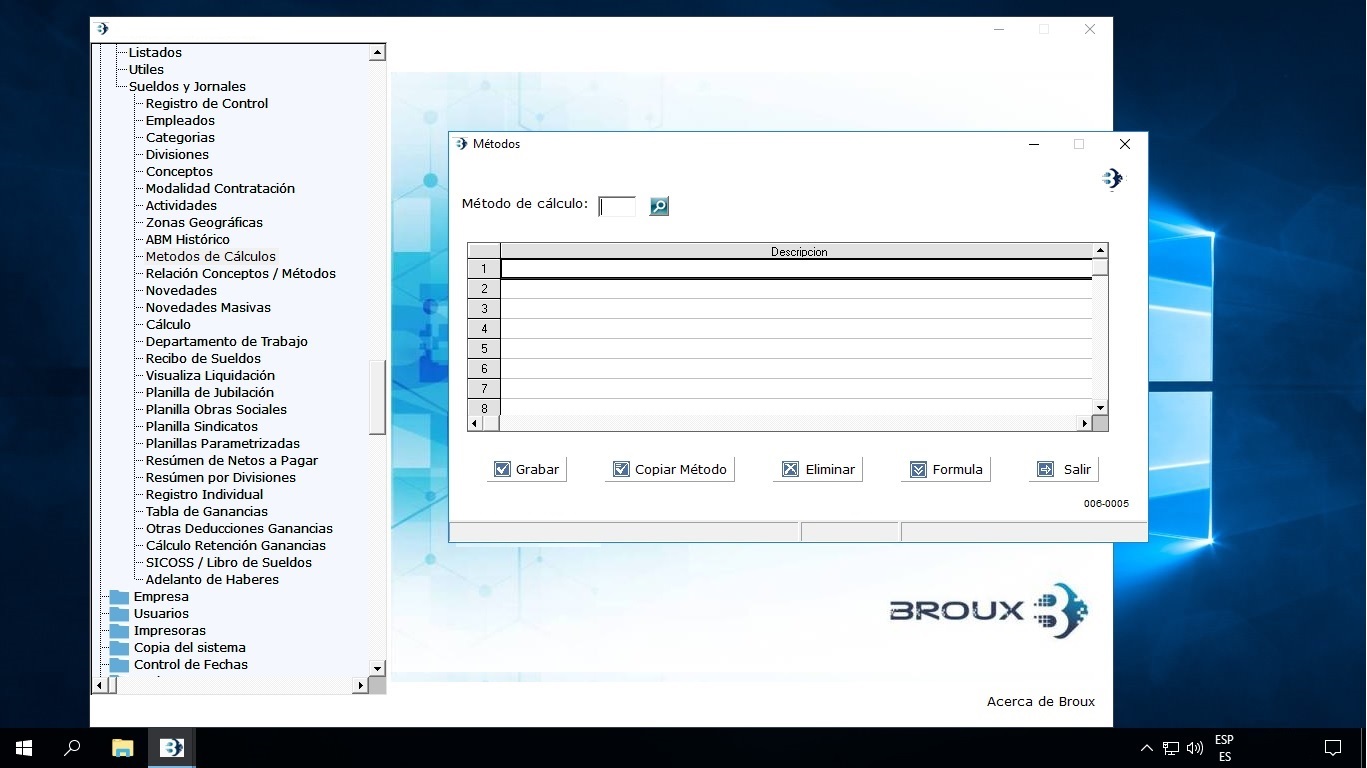 Listados
Utiles
Sueldos y Jornales
Registro de Control
Empleados
Categorias
Divisiones
Conceptos
Modalidad Contratación
Actividades
Zonas Geográficas
ABM Histórico
Metodos de Cálculos
Relación Conceptos / Métodos
Novedades
Novedades Masivas
Cálculo
Departamento de Trabajo
Recibo de Sueldos
Visualiza Liquidación
Planilla de Jubilación
Planilla Obras Sociales
Planilla Sindicatos
Planillas Parametrizadas
Resúmen de Netos a Pagar
Resúmen por Divisiones
Registro Individual
Tabla de Ganancias
Otras Deducciones Ganancias
Cálculo Retención Ganancias
SICOSS / Libro de Sueldos
Adelanto de Haberes
Empresa
Usuarios
Impresoras
Copia del sistema
Control de Fechas
Métodos
Método de cálculo:
Descripcion
1
2
3
4
5
6
7
8
Grabar Copiar Método Eliminar Formula Salir
006-0005
BROUX
Acerca de Broux
ESP
ES